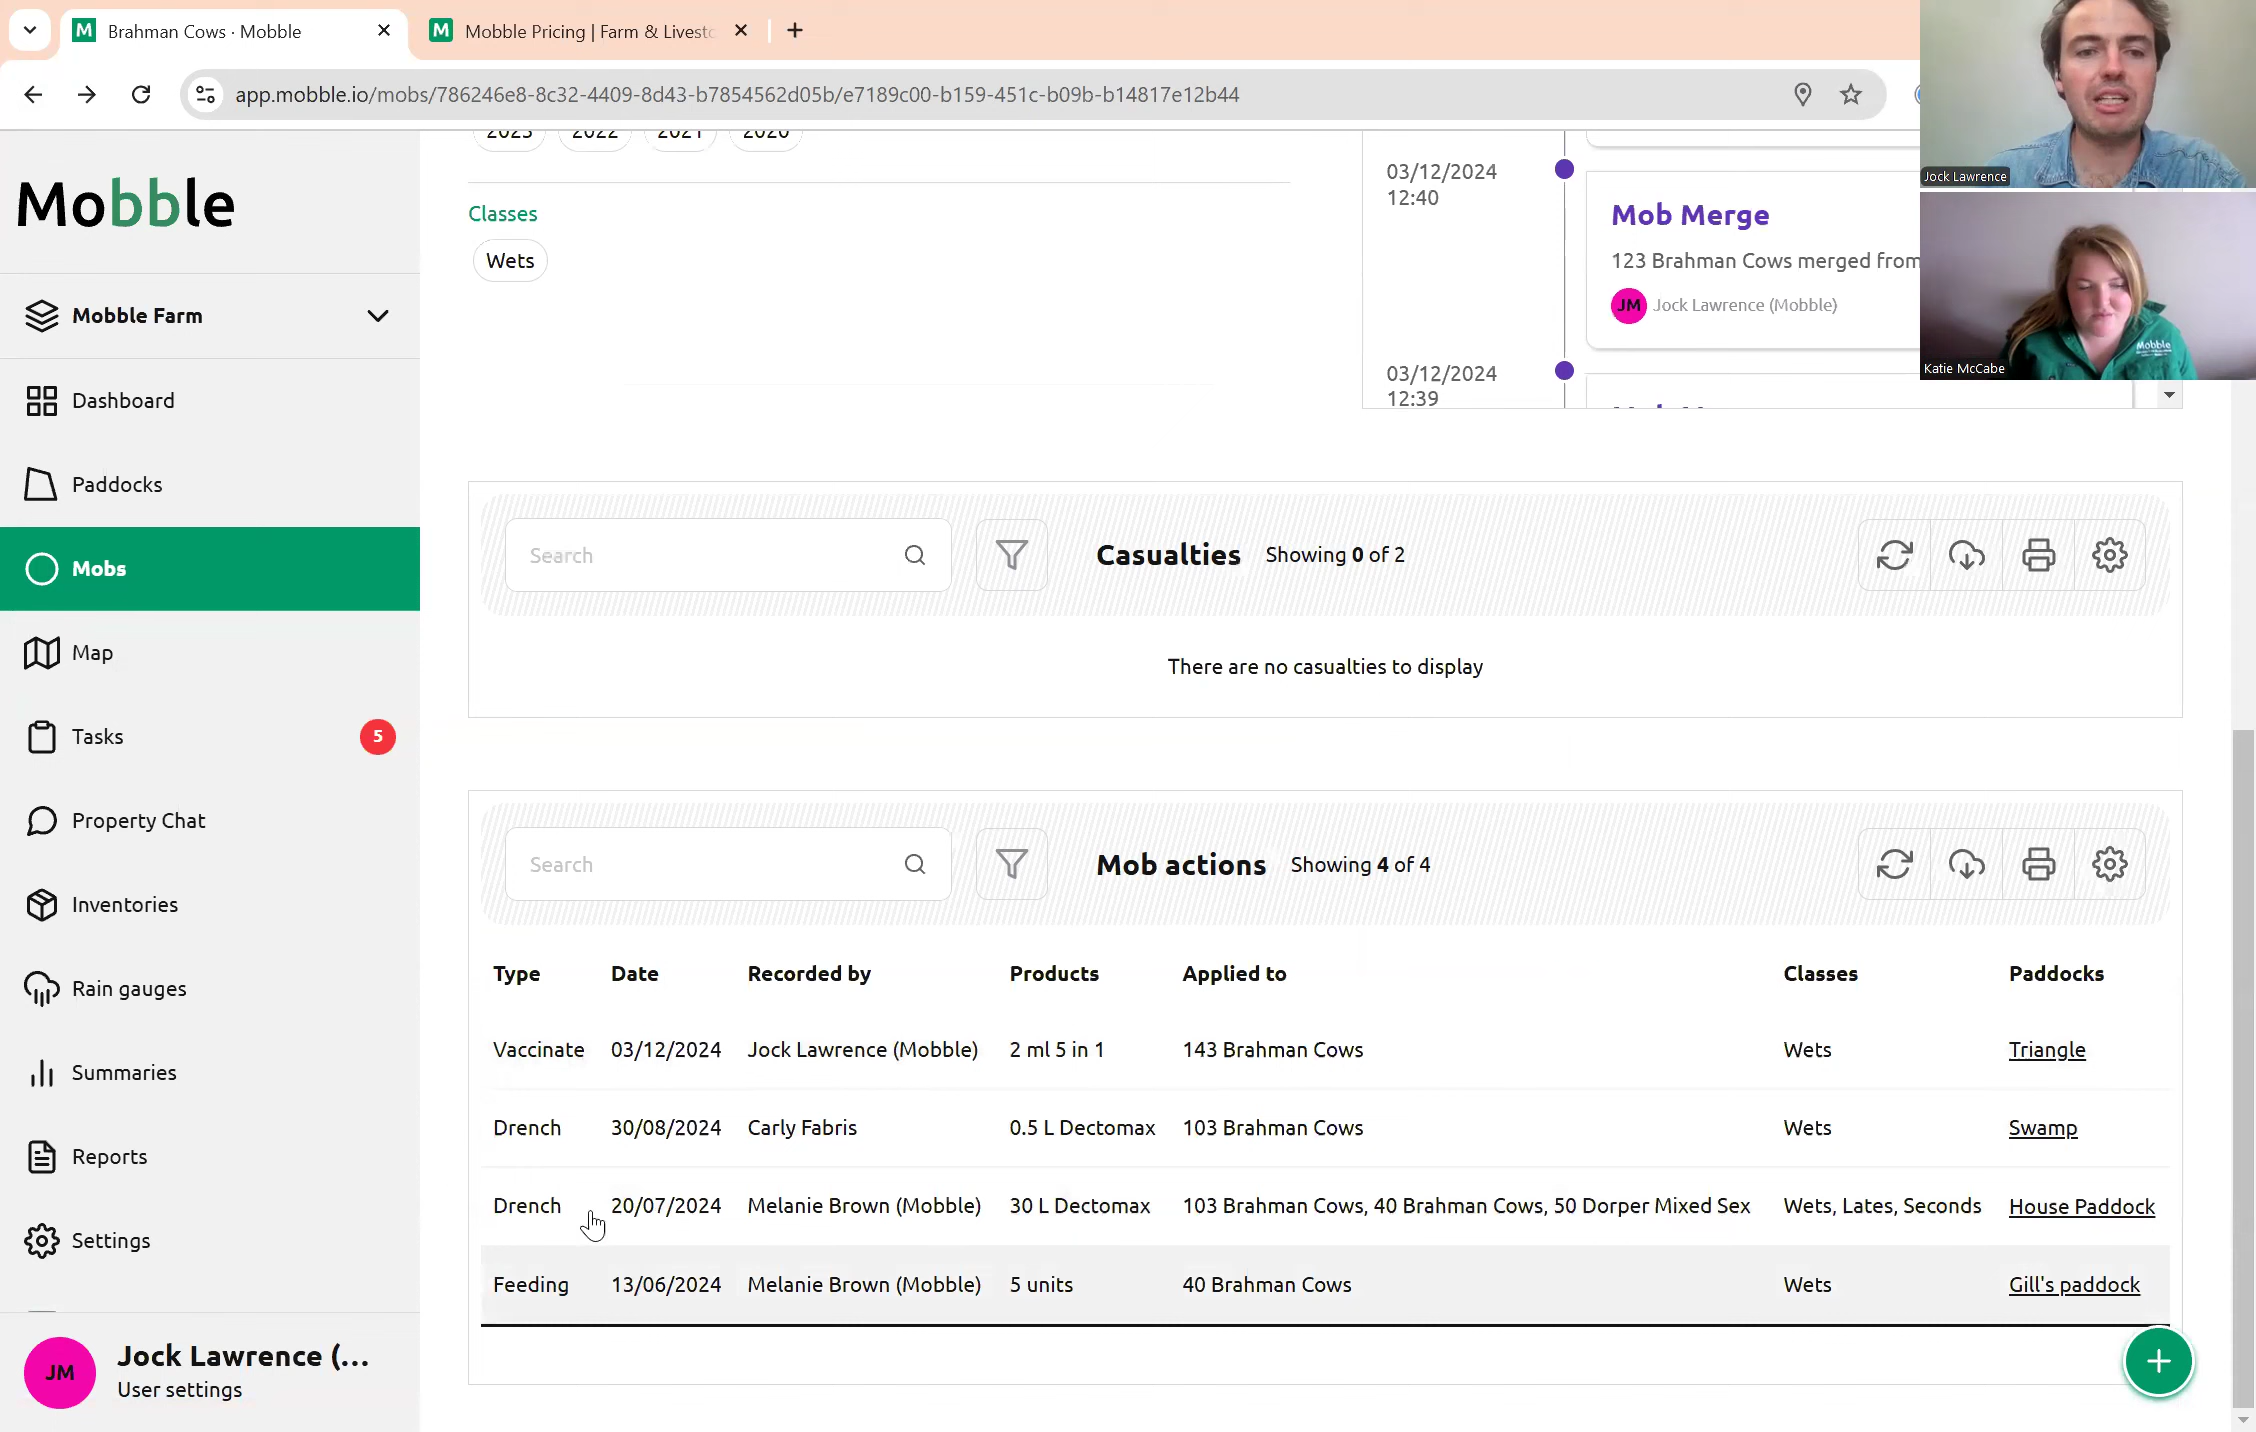 Brahman Cows · Mobble
Mobble Pricing | Farm & Livestc
app.mobble.io/mobs/786246e8-8c32-4409-8d43-b7854562d05b/e7189c00-b159-451c-b09b-b14817e12b44
Jock Lawrence
Katie McCabe
Mobble
Mobble
Mobble Farm
Dashboard
Paddocks
Mobs
Map
Tasks
5
Property Chat
Inventories
Rain gauges
Summaries
Reports
Settings
JM
Jock Lawrence (...
User settings
2023 2022 2021 2020
Classes
Wets
03/12/2024
12:40
Mob Merge
123 Brahman Cows merged from
JM Jock Lawrence (Mobble)
03/12/2024
12:39
Search
Casualties Showing 0 of 2
There are no casualties to display
Search
Mob actions Showing 4 of 4
Type Date Recorded by Products Applied to Classes Paddocks
Vaccinate 03/12/2024 Jock Lawrence (Mobble) 2 ml 5 in 1 143 Brahman Cows Wets Triangle
Drench 30/08/2024 Carly Fabris 0.5 L Dectomax 103 Brahman Cows Wets Swamp
Drench 20/07/2024 Melanie Brown (Mobble) 30 L Dectomax 103 Brahman Cows, 40 Brahman Cows, 50 Dorper Mixed Sex Wets, Lates, Seconds House Paddock
Feeding 13/06/2024 Melanie Brown (Mobble) 5 units 40 Brahman Cows Wets Gill's paddock